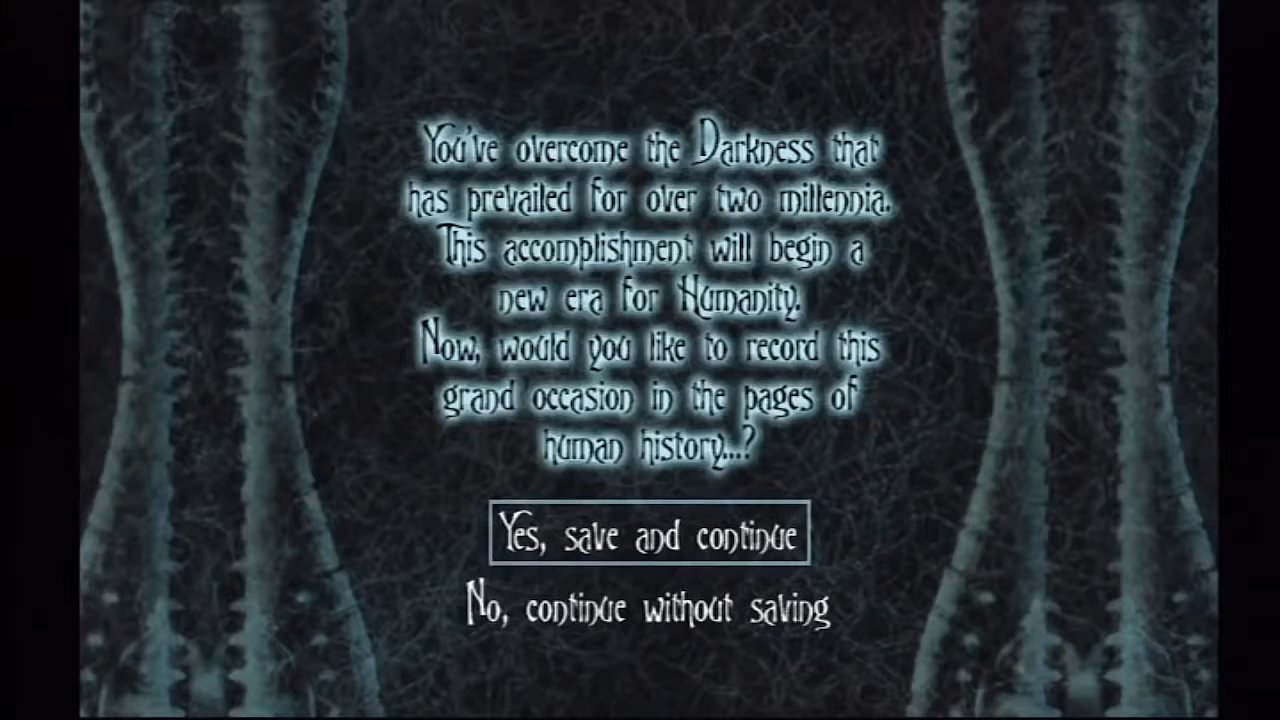 You've overcome the Darkness that
has prevailed for over two millennia.
This accomplishment will begin a
new era for Humanity.
Now, would you like to record this
grand occasion in the pages of
human history...?
Yes, save and continue
No, continue without saving